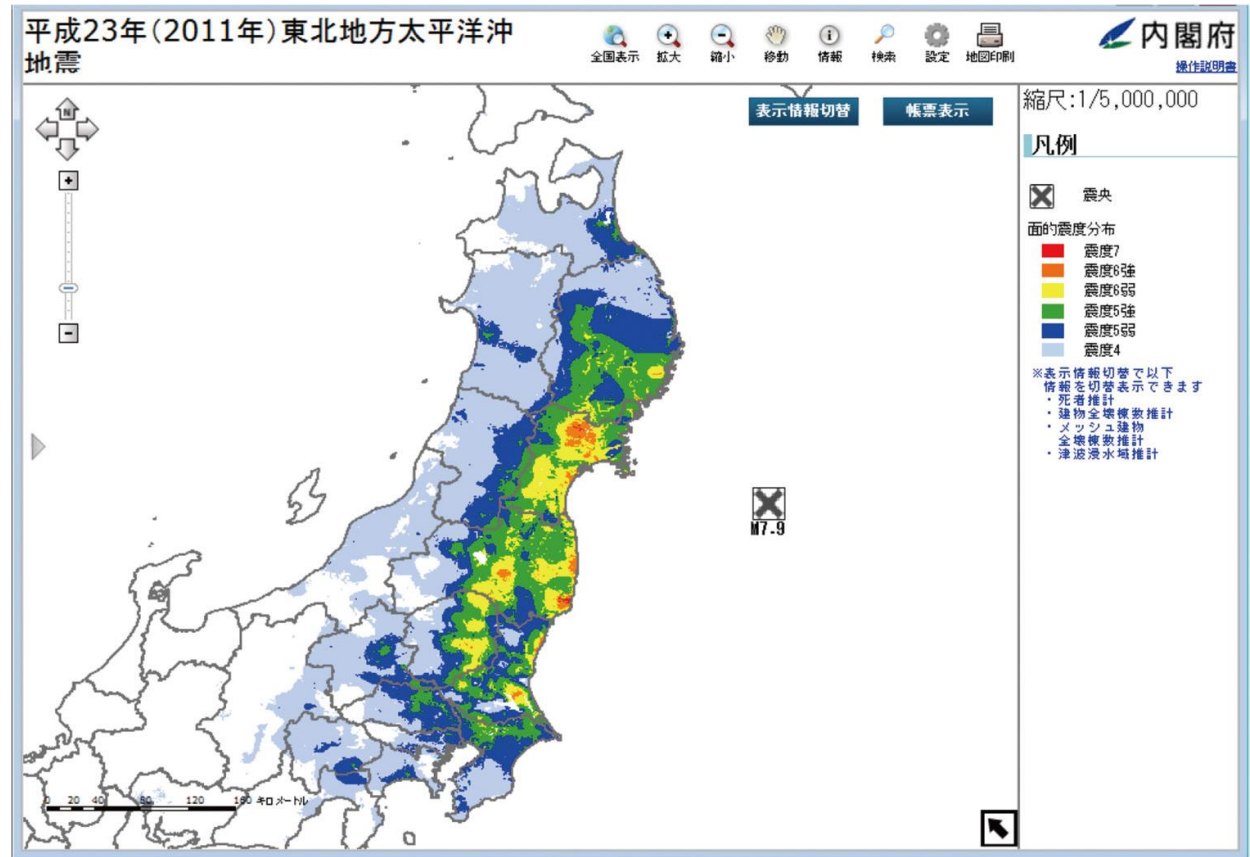 平成23年(2011年)東北地方太平洋沖
地震
全国表示 拡大 縮小 移動 情報 検索 設定 地図印刷
内閣府
操作説明書
表示情報切替 帳票表示
縮尺:1/5,000,000
凡例
震央
面的震度分布
震度7
震度6強
震度6弱
震度5強
震度5弱
震度4
※表示情報切替で以下
情報を切替表示できます
・死者推計
・建物全壊棟数推計
・メッシュ建物
全壊棟数推計
・津波浸水域推計
N
M7.9
0 20 40 80 120 160 キロメートル